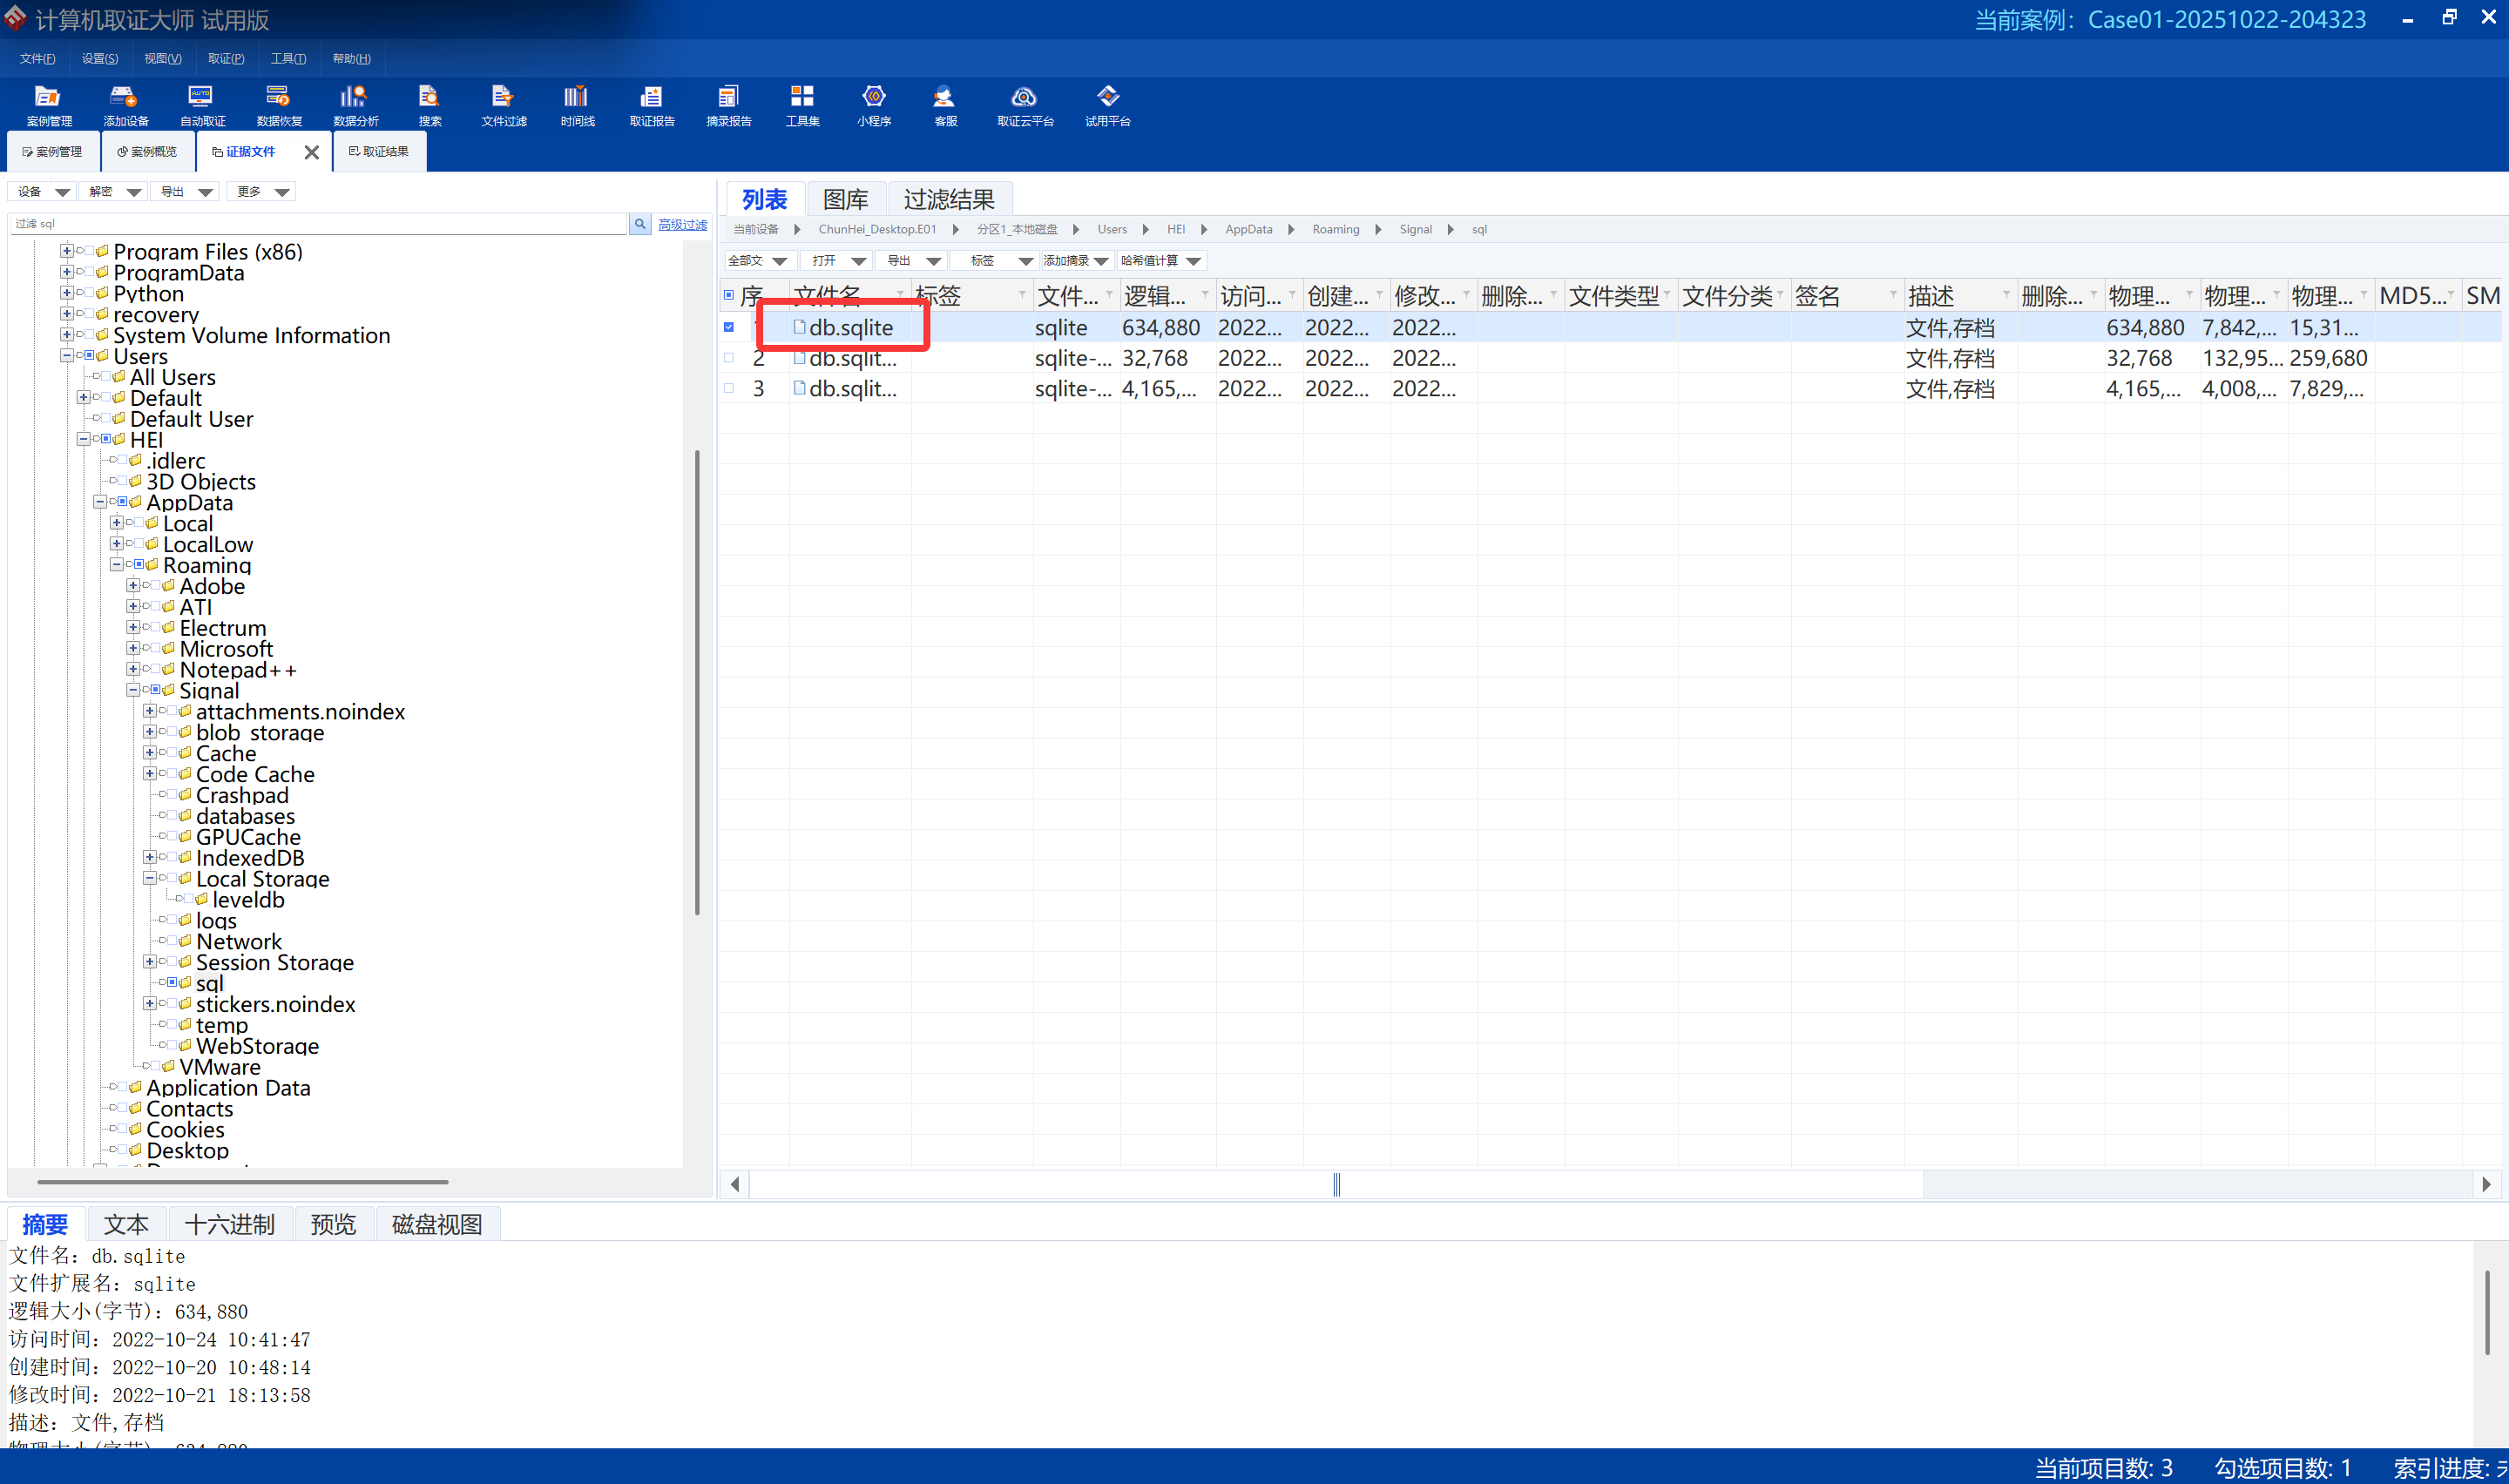 计算机取证大师 试用版
当前案例：Case01-20251022-204323
文件(F) 设置(S) 视图(V) 取证(P) 工具(T) 帮助(H)
案例管理 添加设备 自动取证 数据恢复 数据分析 搜索 文件过滤 时间线 取证报告 摘录报告 工具集 小程序 客服 取证云平台 试用平台
案例管理 案例概览 证据文件 取证结果
设备 解密 导出 更多
过滤 sql
高级过滤
Program Files (x86)
ProgramData
Python
recovery
System Volume Information
Users
All Users
Default
Default User
HEI
.idlerc
3D Objects
AppData
Local
LocalLow
Roaming
Adobe
ATI
Electrum
Microsoft
Notepad++
Signal
attachments.noindex
blob_storage
Cache
Code Cache
Crashpad
databases
GPUCache
IndexedDB
Local Storage
leveldb
logs
Network
Session Storage
sql
stickers.noindex
temp
WebStorage
VMware
Application Data
Contacts
Cookies
Desktop
列表 图库 过滤结果
当前设备 ChunHei_Desktop.E01 分区1_本地磁盘 Users HEI AppData Roaming Signal sql
全部文 打开 导出 标签 添加摘录 哈希值计算
序 文件名 标签 文件... 逻辑... 访问... 创建... 修改... 删除... 文件类型 文件分类 签名 描述 删除... 物理... 物理... 物理... MD5... SM
db.sqlite sqlite 634,880 2022... 2022... 2022... 文件,存档 634,880 7,842,... 15,31...
2 db.sqlit... sqlite-... 32,768 2022... 2022... 2022... 文件,存档 32,768 132,95... 259,680
3 db.sqlit... sqlite-... 4,165,... 2022... 2022... 2022... 文件,存档 4,165,... 4,008,... 7,829,...
摘要 文本 十六进制 预览 磁盘视图
文件名：db.sqlite
文件扩展名：sqlite
逻辑大小(字节)：634,880
访问时间：2022-10-24 10:41:47
创建时间：2022-10-20 10:48:14
修改时间：2022-10-21 18:13:58
描述：文件,存档
物理大小(字节)：634,880
当前项目数: 3 勾选项目数: 1 索引进度: